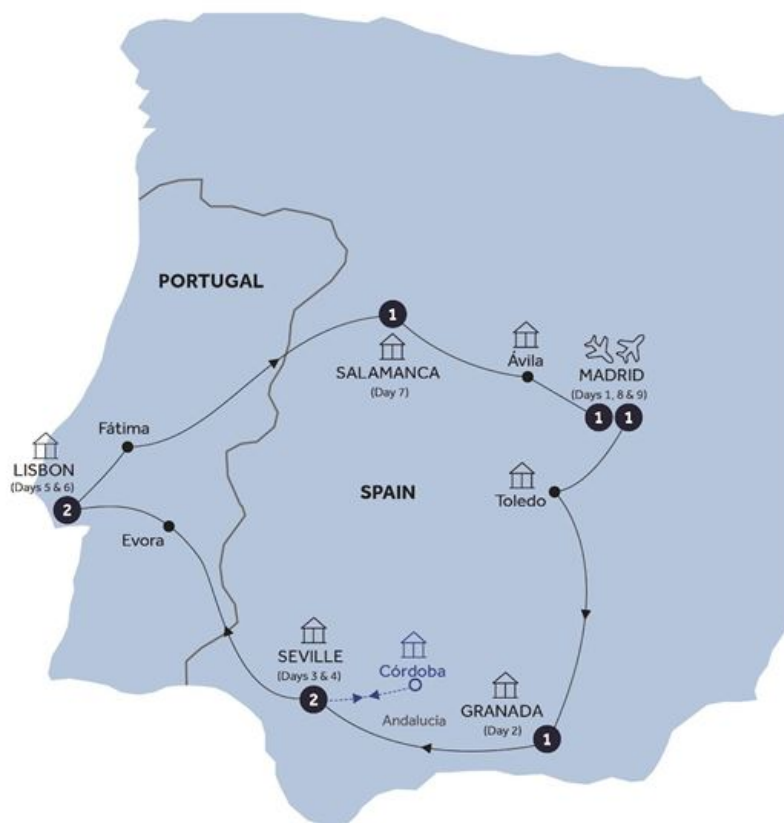 PORTUGAL
1
SALAMANCA
(Day 7)
Ávila
MADRID
(Days 1, 8 & 9)
1 1
Fátima
LISBON
(Days 5 & 6)
2
Evora
SPAIN
Toledo
SEVILLE
(Days 3 & 4)
2
Córdoba
Andalucía
GRANADA
(Day 2)
1